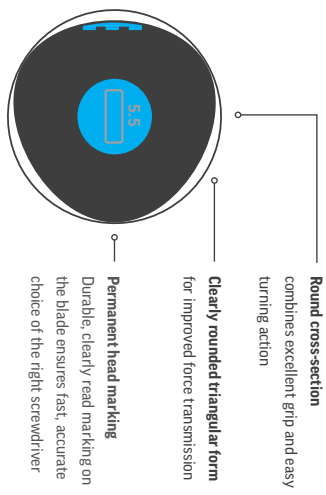 5.5
Round cross-section
combines excellent grip and easy
turning action
Clearly rounded triangular form
for improved force transmission
Permanent head marking
Durable, clearly read marking on
the blade ensures fast, accurate
choice of the right screwdriver